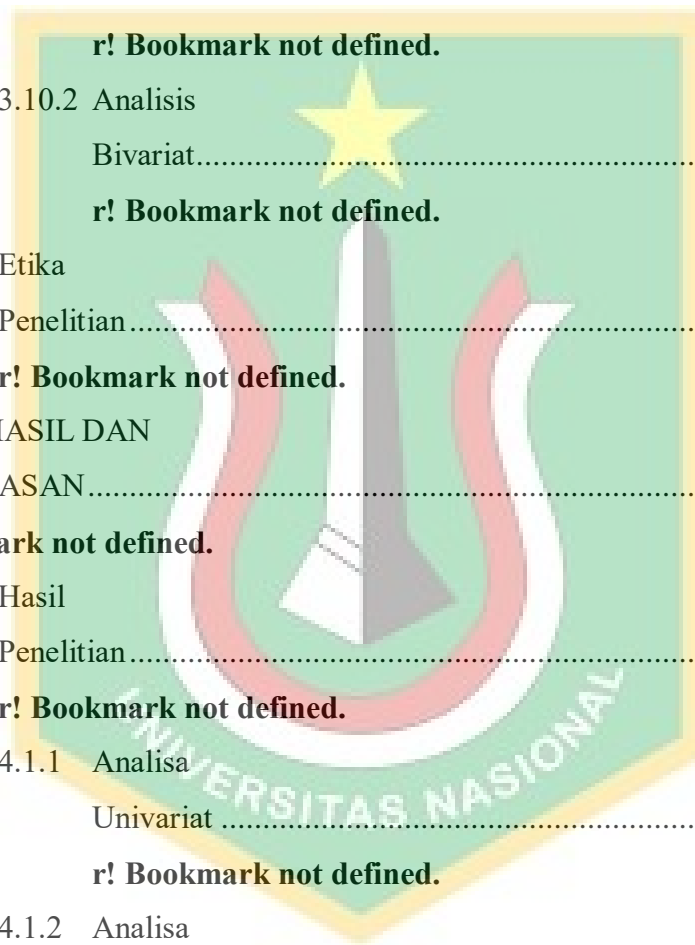 r! Bookmark not defined.
3.10.2 Analisis
Bivariat................................................
r! Bookmark not defined.
Etika
Penelitian................................................
r! Bookmark not defined.
HASIL DAN
ASAN................................................
ark not defined.
Hasil
Penelitian................................................
r! Bookmark not defined.
4.1.1 Analisa
Univariat ................................................
r! Bookmark not defined.
4.1.2 Analisa
UNIVERSITAS NASIONAL